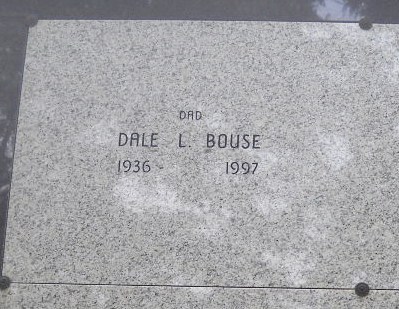 DAD
DALE L. BOUSE
1936 - 1997